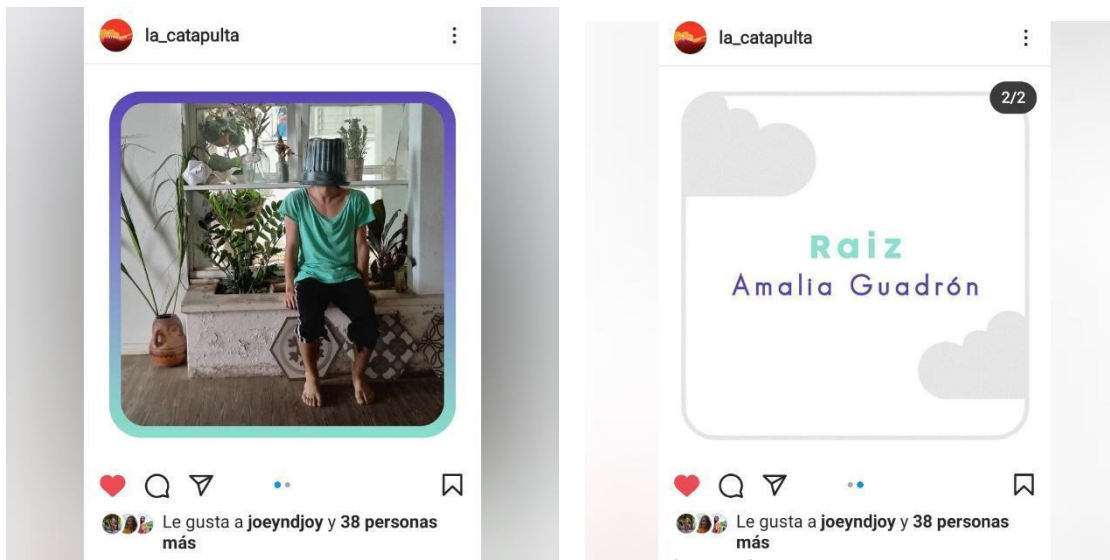 la_catapulta
Le gusta a joeyndjoy y 38 personas
más
la_catapulta
2/2
Raiz
Amalia Guadrón
Le gusta a joeyndjoy y 38 personas
más